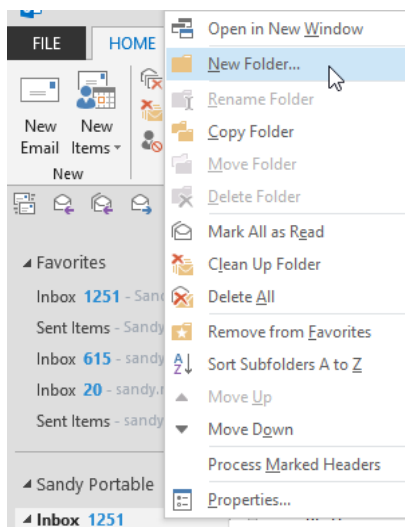 FILE
HOME
New
Email
New
Items
New
Favorites
Inbox 1251 - Sand
Sent Items - Sandy
Inbox 615 - sandy
Inbox 20 - sandy.r
Sent Items - sandy
Sandy Portable
Inbox 1251
Open in New Window
New Folder...
Rename Folder
Copy Folder
Move Folder
Delete Folder
Mark All as Read
Clean Up Folder
Delete All
Remove from Favorites
Sort Subfolders A to Z
Move Up
Move Down
Process Marked Headers
Properties...